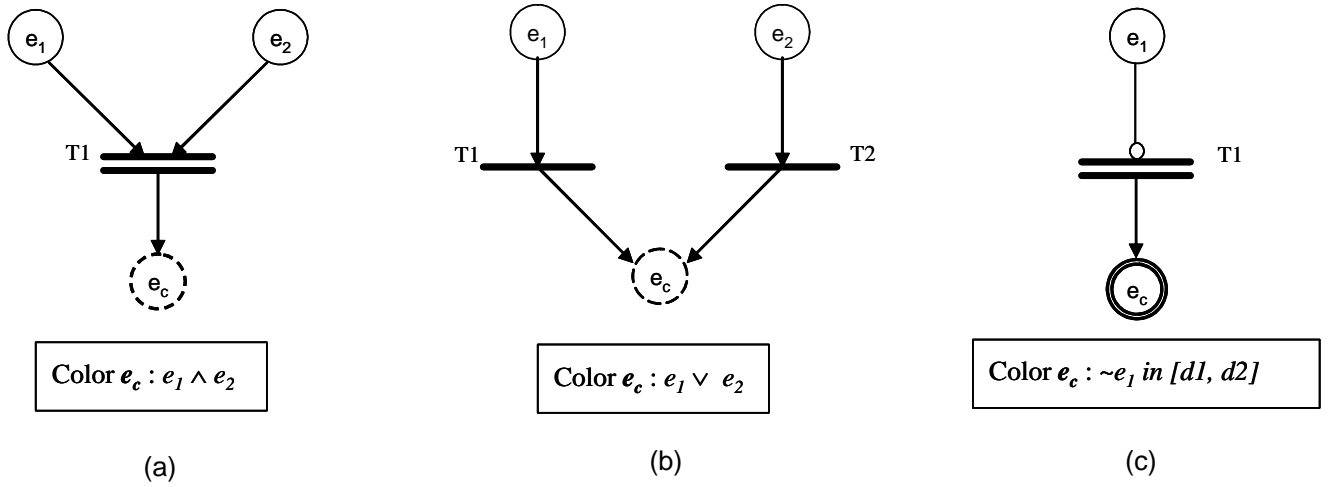 e1
e2
T1
ec
Color ec : e1 ∧ e2
(a)
e1
e2
T1
T2
ec
Color ec : e1 ∨ e2
(b)
e1
T1
ec
Color ec : ~e1 in [d1, d2]
(c)